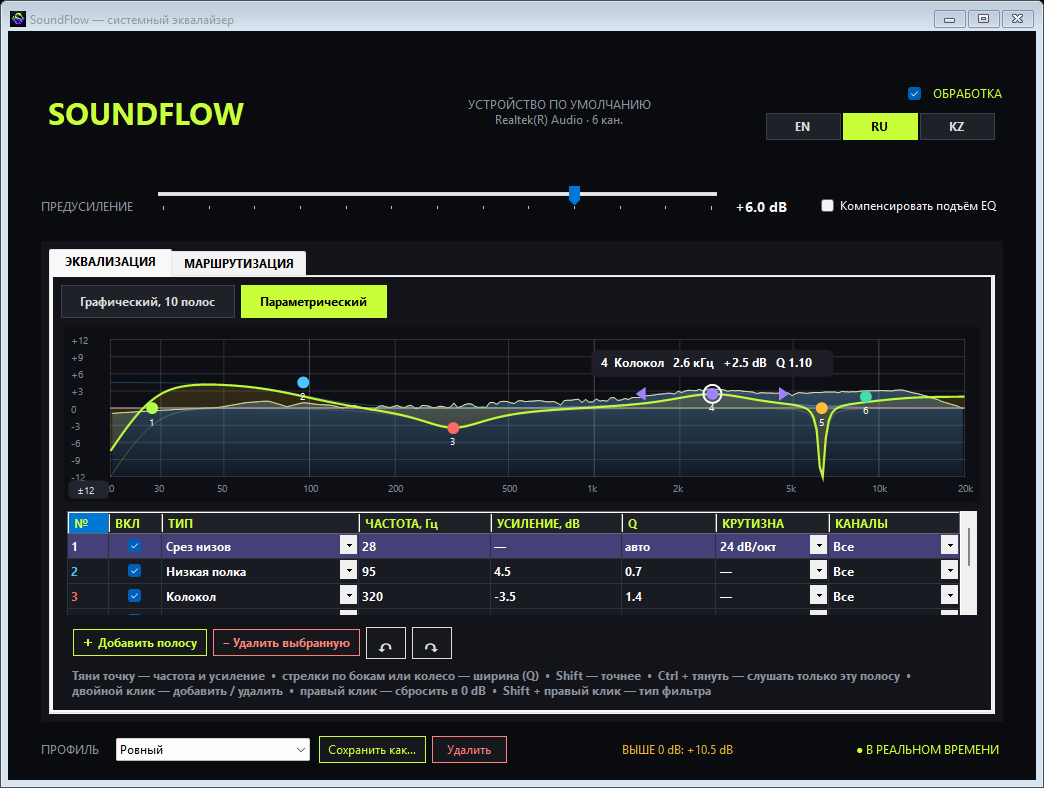 SoundFlow — системный эквалайзер
SOUNDFLOW
УСТРОЙСТВО ПО УМОЛЧАНИЮ
Realtek(R) Audio · 6 кан.
ОБРАБОТКА
EN RU KZ
ПРЕДУСИЛЕНИЕ
+6.0 dB
Компенсировать подъём EQ
ЭКВАЛИЗАЦИЯ МАРШРУТИЗАЦИЯ
Графический, 10 полос Параметрический
4 Колокол 2.6 кГц +2.5 dB Q 1.10
+12
+9
+6
+3
0
-3
-6
-9
-12
1
2
3
4
5
6
±12
0 30 50 100 200 500 1k 2k 5k 10k 20k
№ ВКЛ ТИП ЧАСТОТА, Гц УСИЛЕНИЕ, dB Q КРУТИЗНА КАНАЛЫ
1 Срез низов 28 — авто 24 dB/окт Все
2 Низкая полка 95 4.5 0.7 — Все
3 Колокол 320 -3.5 1.4 — Все
+ Добавить полосу − Удалить выбранную
Тяни точку — частота и усиление • стрелки по бокам или колесо — ширина (Q) • Shift — точнее • Ctrl + тянуть — слушать только эту полосу •
двойной клик — добавить / удалить • правый клик — сбросить в 0 dB • Shift + правый клик — тип фильтра
ПРОФИЛЬ
Ровный
Сохранить как...
Удалить
ВЫШЕ 0 dB: +10.5 dB
● В РЕАЛЬНОМ ВРЕМЕНИ